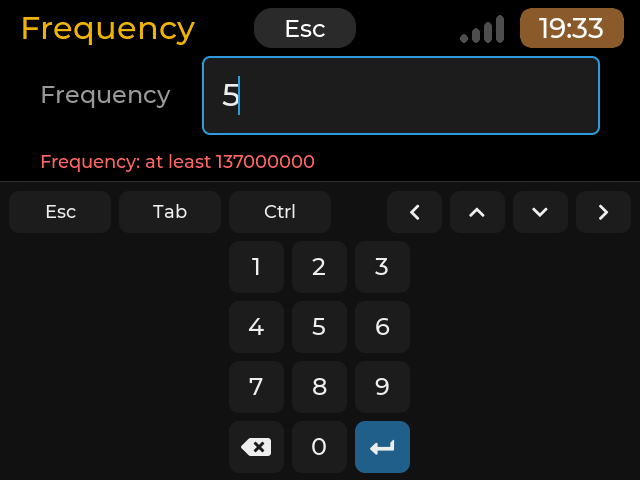 Frequency Esc 19:33
Frequency 5
Frequency: at least 137000000
Esc Tab Ctrl
1 2 3
4 5 6
7 8 9
0